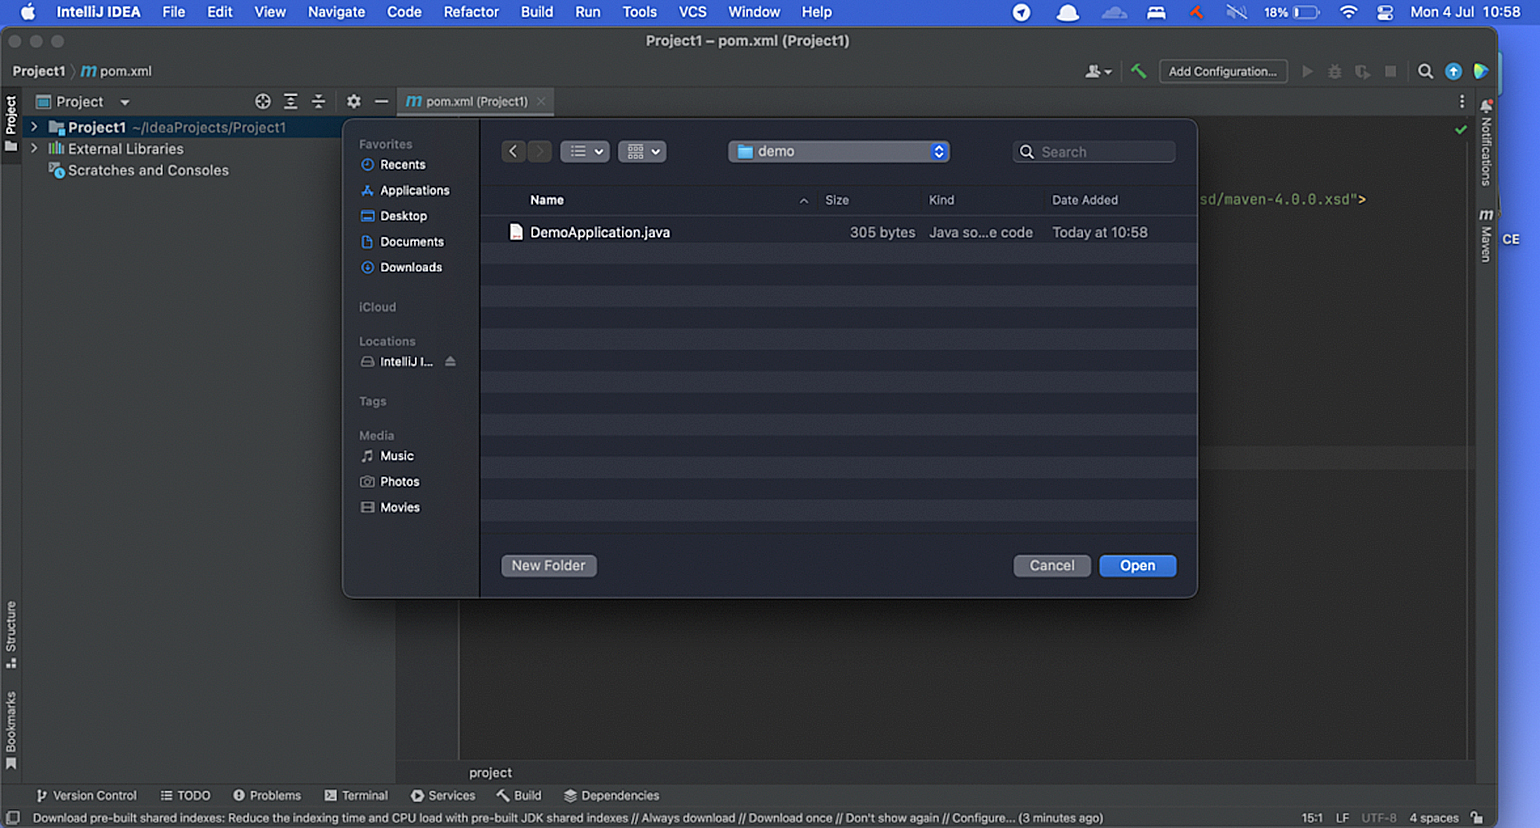 IntelliJ IDEA File Edit View Navigate Code Refactor Build Run Tools VCS Window Help 18% Mon 4 Jul 10:58
Project1 – pom.xml (Project1)
Project1 m pom.xml
Add Configuration...
Project
Project
m pom.xml (Project1)
Project1 ~/IdeaProjects/Project1
External Libraries
Scratches and Consoles
Favorites
Recents
Applications
Desktop
Documents
Downloads
iCloud
Locations
IntelliJ I...
Tags
Media
Music
Photos
Movies
demo
Search
Name Size Kind Date Added
DemoApplication.java 305 bytes Java so...e code Today at 10:58
New Folder
Cancel
Open
sd/maven-4.0.0.xsd">
Notifications
m Maven
CE
Structure
Bookmarks
project
Version Control TODO Problems Terminal Services Build Dependencies
Download pre-built shared indexes: Reduce the indexing time and CPU load with pre-built JDK shared indexes // Always download // Download once // Don't show again // Configure... (3 minutes ago) 15:1 LF UTF-8 4 spaces